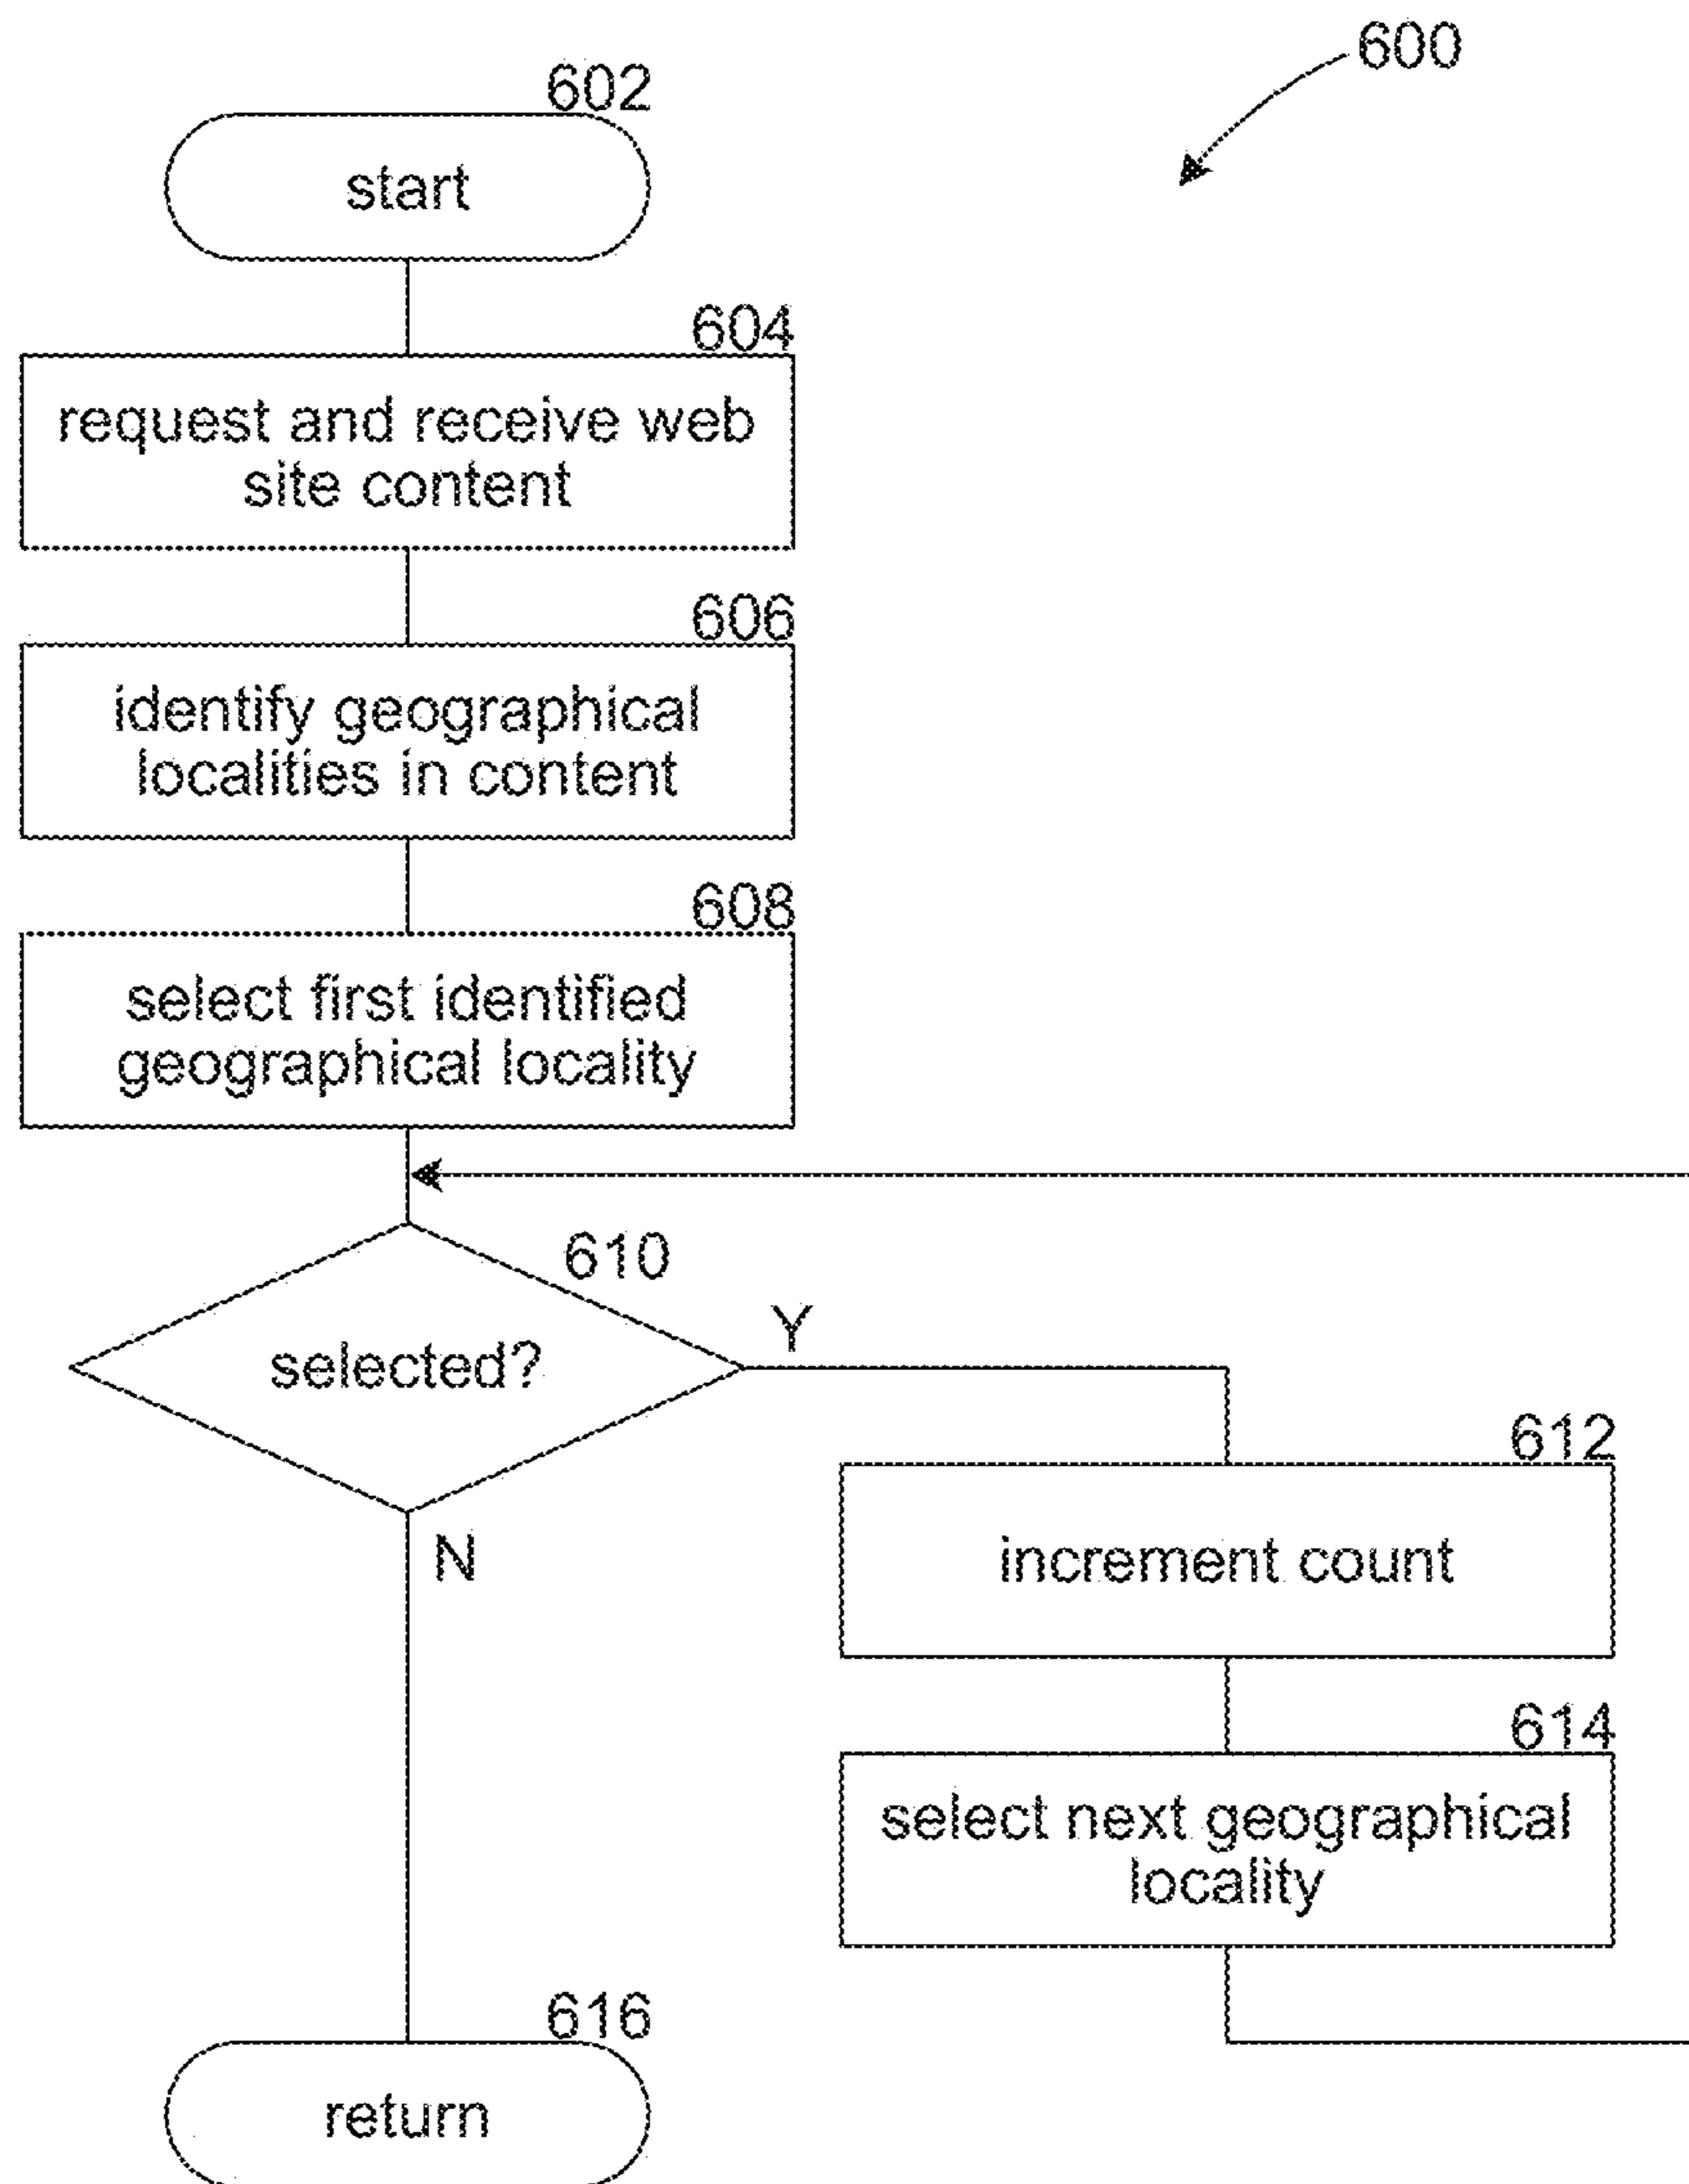 600
602
start
604
request and receive web
site content
606
identify geographical
localities in content
608
select first identified
geographical locality
610
selected?
Y
N
612
increment count
614
select next geographical
locality
616
return